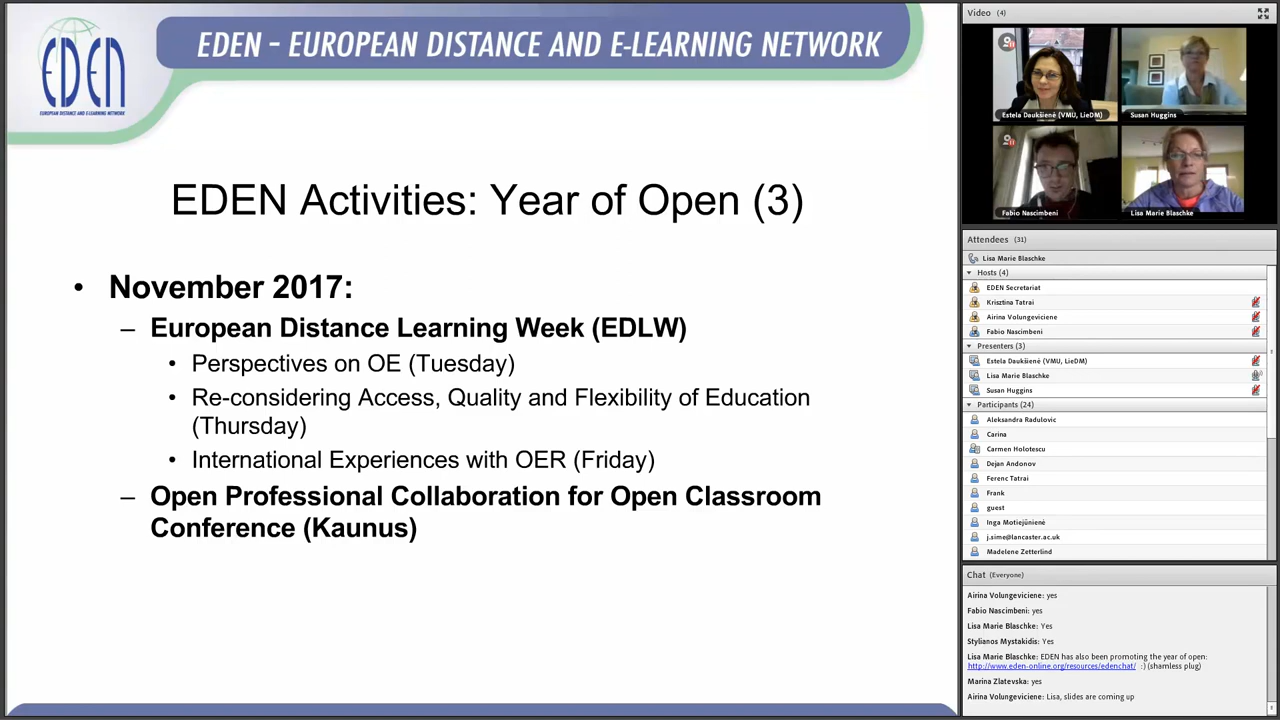 EDEN
EUROPEAN DISTANCE AND E-LEARNING NETWORK
EDEN – EUROPEAN DISTANCE AND E-LEARNING NETWORK
EDEN Activities: Year of Open (3)
• November 2017:
– European Distance Learning Week (EDLW)
• Perspectives on OE (Tuesday)
• Re-considering Access, Quality and Flexibility of Education
(Thursday)
• International Experiences with OER (Friday)
– Open Professional Collaboration for Open Classroom
Conference (Kaunus)
Video (4)
Estela Daukšienė (VMU, LieDM)
Susan Huggins
Fabio Nascimbeni
Lisa Marie Blaschke
Attendees (31)
Lisa Marie Blaschke
Hosts (4)
EDEN Secretariat
Krisztina Tatrai
Airina Volungeviciene
Fabio Nescimbeni
Presenters (3)
Estela Daukšienė (VMU, LieDM)
Lisa Marie Blaschke
Susan Huggins
Participants (24)
Aleksandra Radulovic
Carina
Carmen Holotescu
Dejan Andonov
Ferenc Tatrai
Frank
guest
Inga Motiejūnienė
j.sime@lancaster.ac.uk
Madelene Zetterlind
Chat (Everyone)
Airina Volungeviciene: yes
Fabio Nascimbeni: yes
Lisa Marie Blaschke: Yes
Stylianos Mystakidis: Yes
Lisa Marie Blaschke: EDEN has also been promoting the year of open:
http://www.eden-online.org/resources/edenchat/ :) (shamless plug)
Marina Zlatevska: yes
Airina Volungeviciene: Lisa, slides are coming up